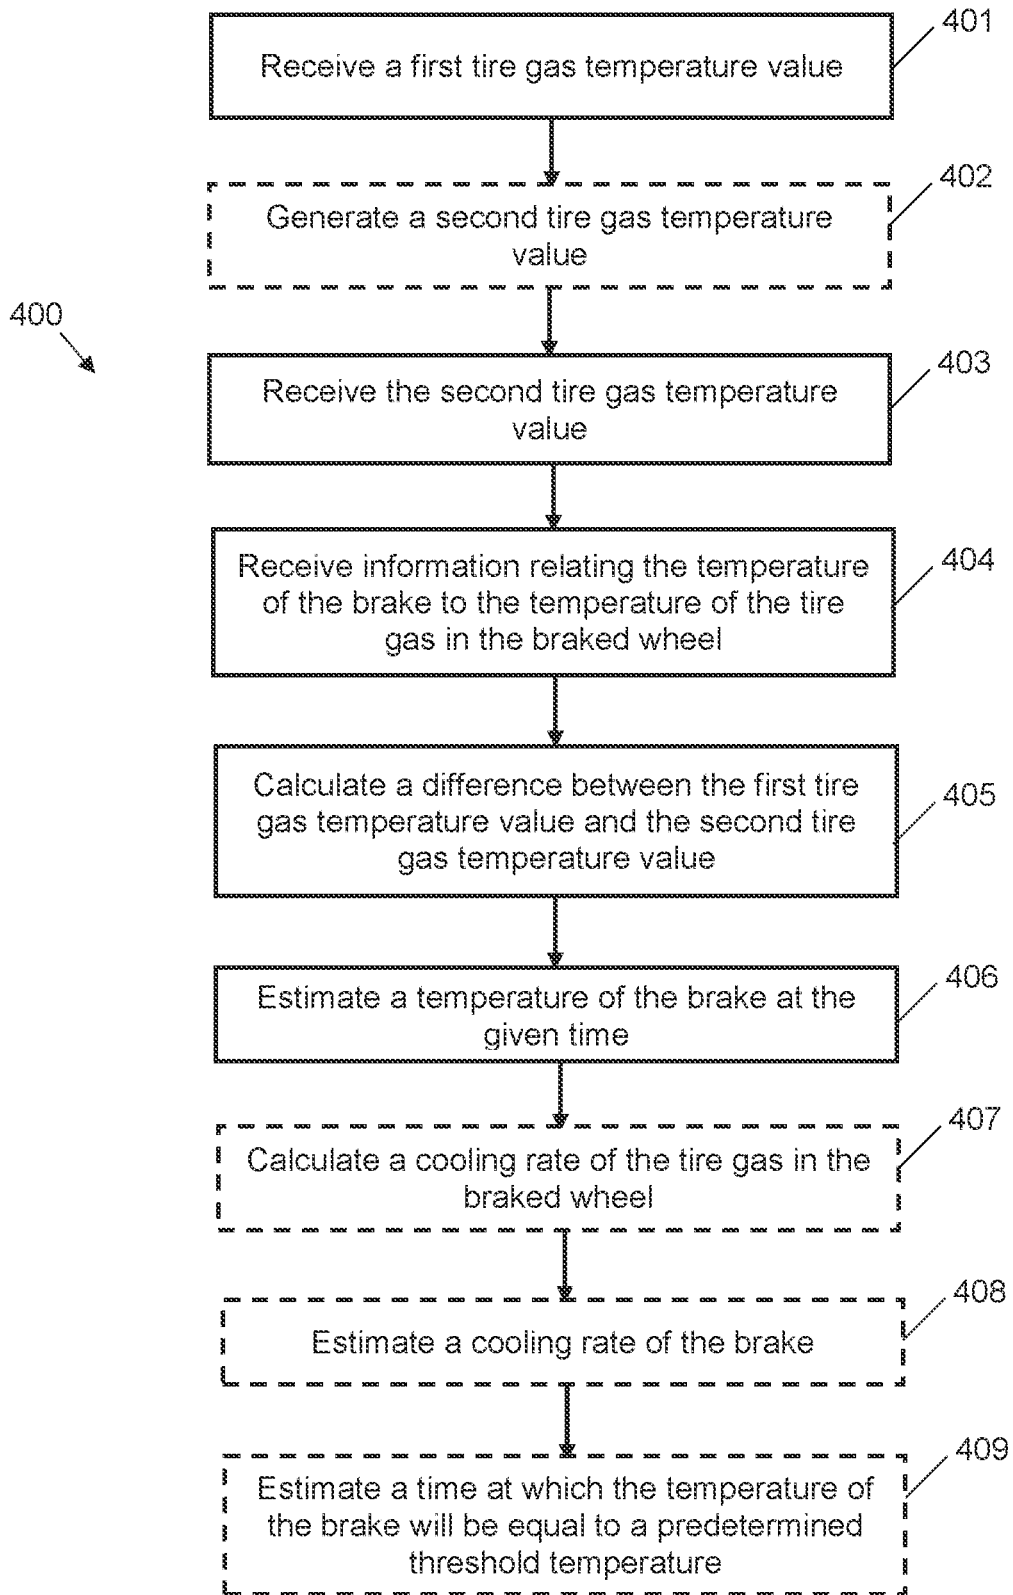 401
Receive a first tire gas temperature value
402
Generate a second tire gas temperature
value
400
403
Receive the second tire gas temperature
value
404
Receive information relating the temperature
of the brake to the temperature of the tire
gas in the braked wheel
405
Calculate a difference between the first tire
gas temperature value and the second tire
gas temperature value
406
Estimate a temperature of the brake at the
given time
407
Calculate a cooling rate of the tire gas in the
braked wheel
408
Estimate a cooling rate of the brake
409
Estimate a time at which the temperature of
the brake will be equal to a predetermined
threshold temperature